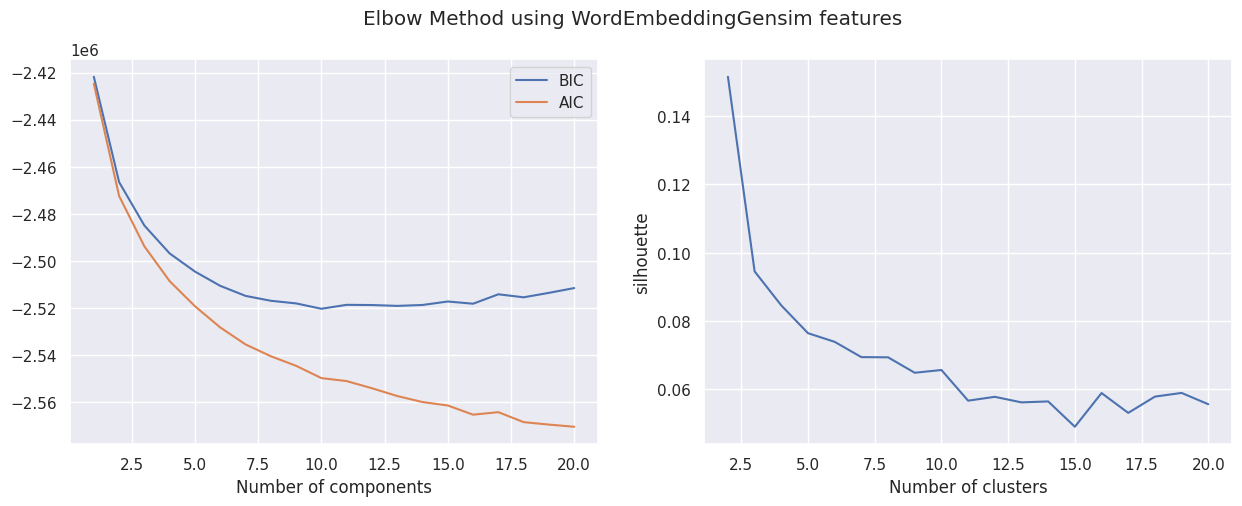 Elbow Method using WordEmbeddingGensim features
1e6
BIC
AIC
−2.42
−2.44
−2.46
−2.48
−2.50
−2.52
−2.54
−2.56
2.5 5.0 7.5 10.0 12.5 15.0 17.5 20.0
Number of components
silhouette
0.14
0.12
0.10
0.08
0.06
2.5 5.0 7.5 10.0 12.5 15.0 17.5 20.0
Number of clusters